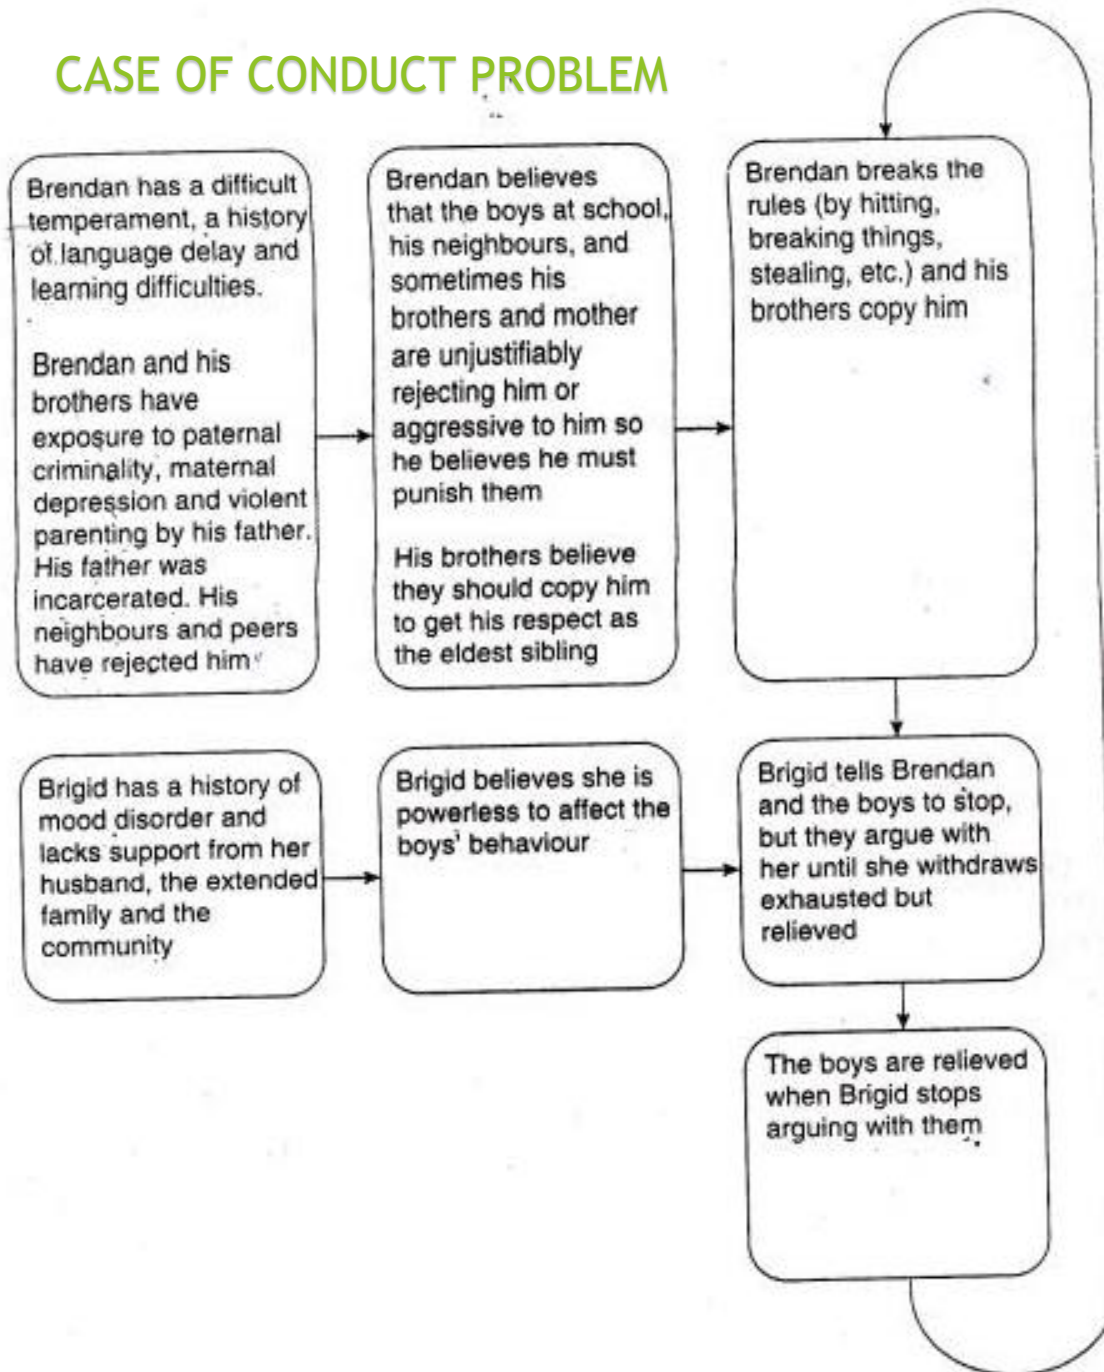 CASE OF CONDUCT PROBLEM
Brendan has a difficult
temperament, a history
of language delay and
learning difficulties.
Brendan and his
brothers have
exposure to paternal
criminality, maternal
depression and violent
parenting by his father.
His father was
incarcerated. His
neighbours and peers
have rejected him
Brendan believes
that the boys at school,
his neighbours, and
sometimes his
brothers and mother
are unjustifiably
rejecting him or
aggressive to him so
he believes he must
punish them
His brothers believe
they should copy him
to get his respect as
the eldest sibling
Brendan breaks the
rules (by hitting,
breaking things,
stealing, etc.) and his
brothers copy him
Brigid has a history of
mood disorder and
lacks support from her
husband, the extended
family and the
community
Brigid believes she is
powerless to affect the
boys' behaviour
Brigid tells Brendan
and the boys to stop,
but they argue with
her until she withdraws
exhausted but
relieved
The boys are relieved
when Brigid stops
arguing with them